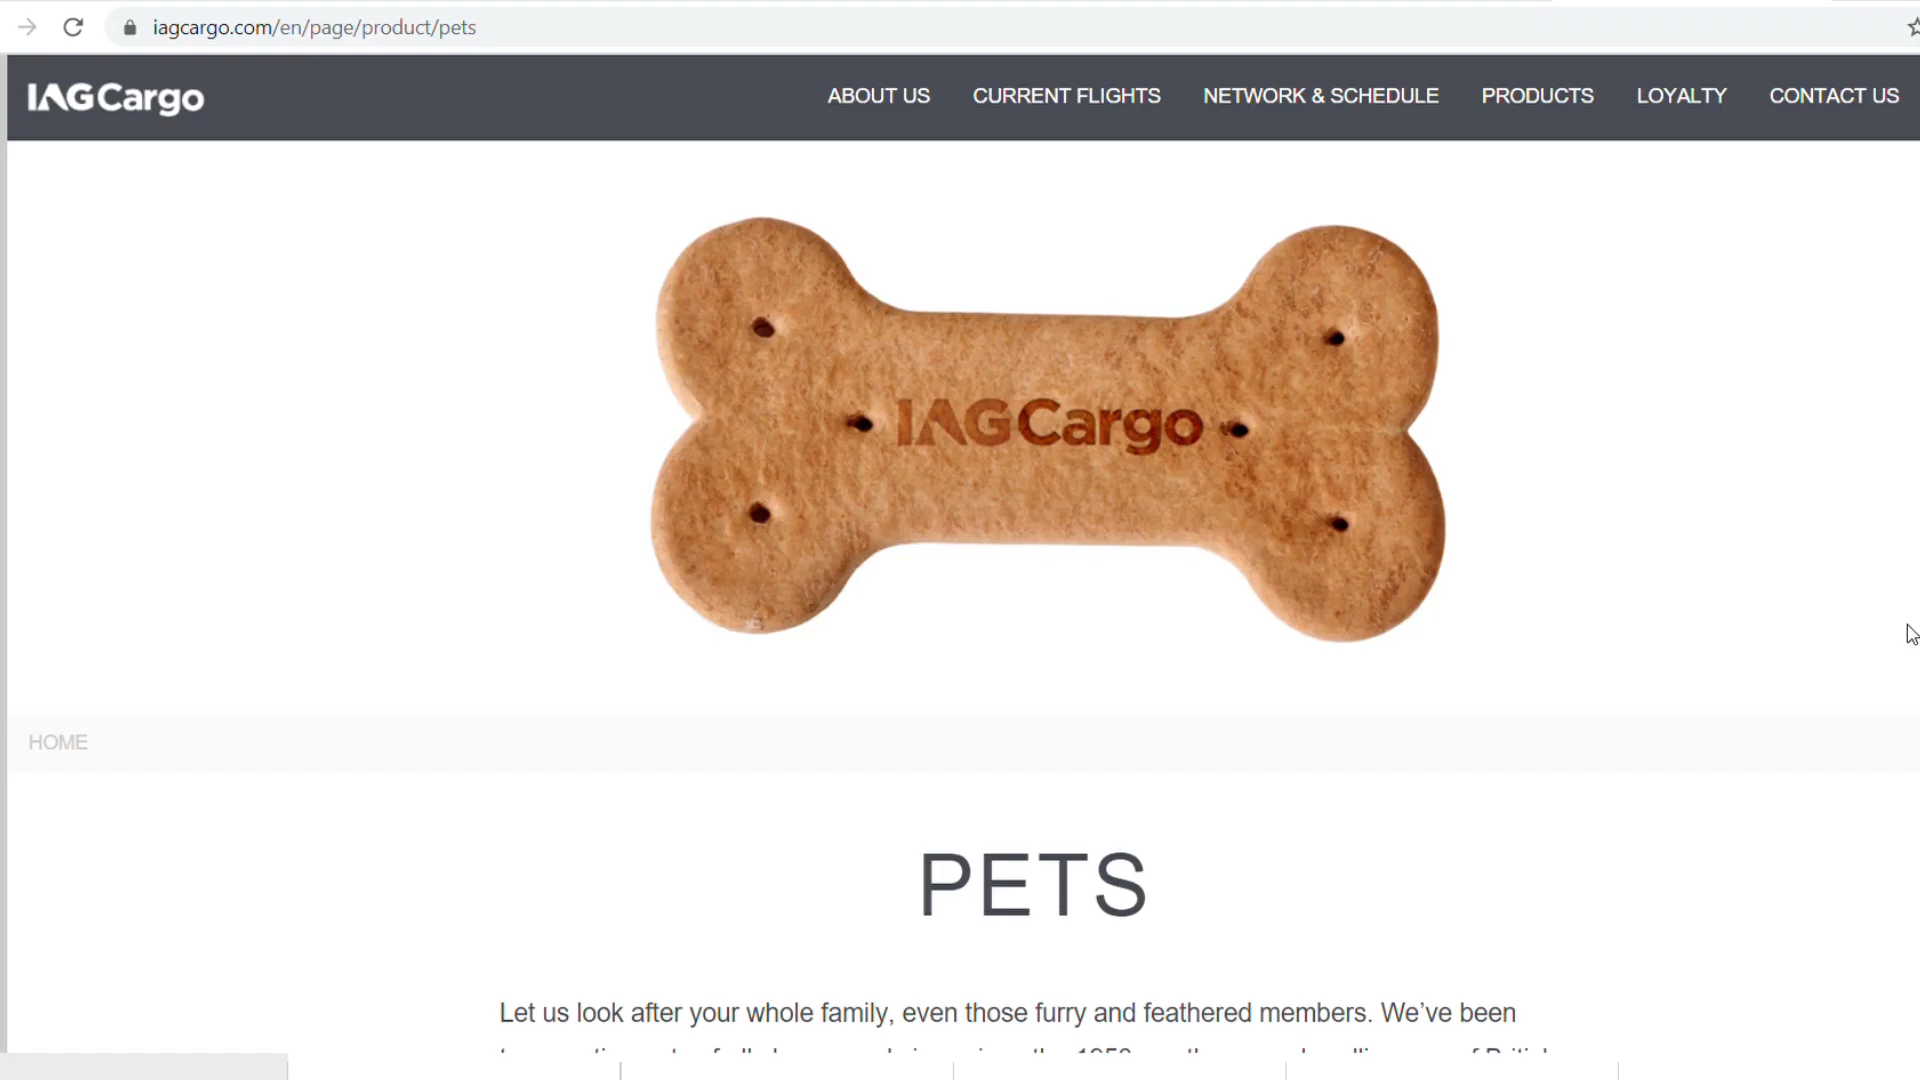 iagcargo.com/en/page/product/pets
IAGCargo
ABOUT US
CURRENT FLIGHTS
NETWORK & SCHEDULE
PRODUCTS
LOYALTY
CONTACT US
IAGCargo
HOME
PETS
Let us look after your whole family, even those furry and feathered members. We’ve been